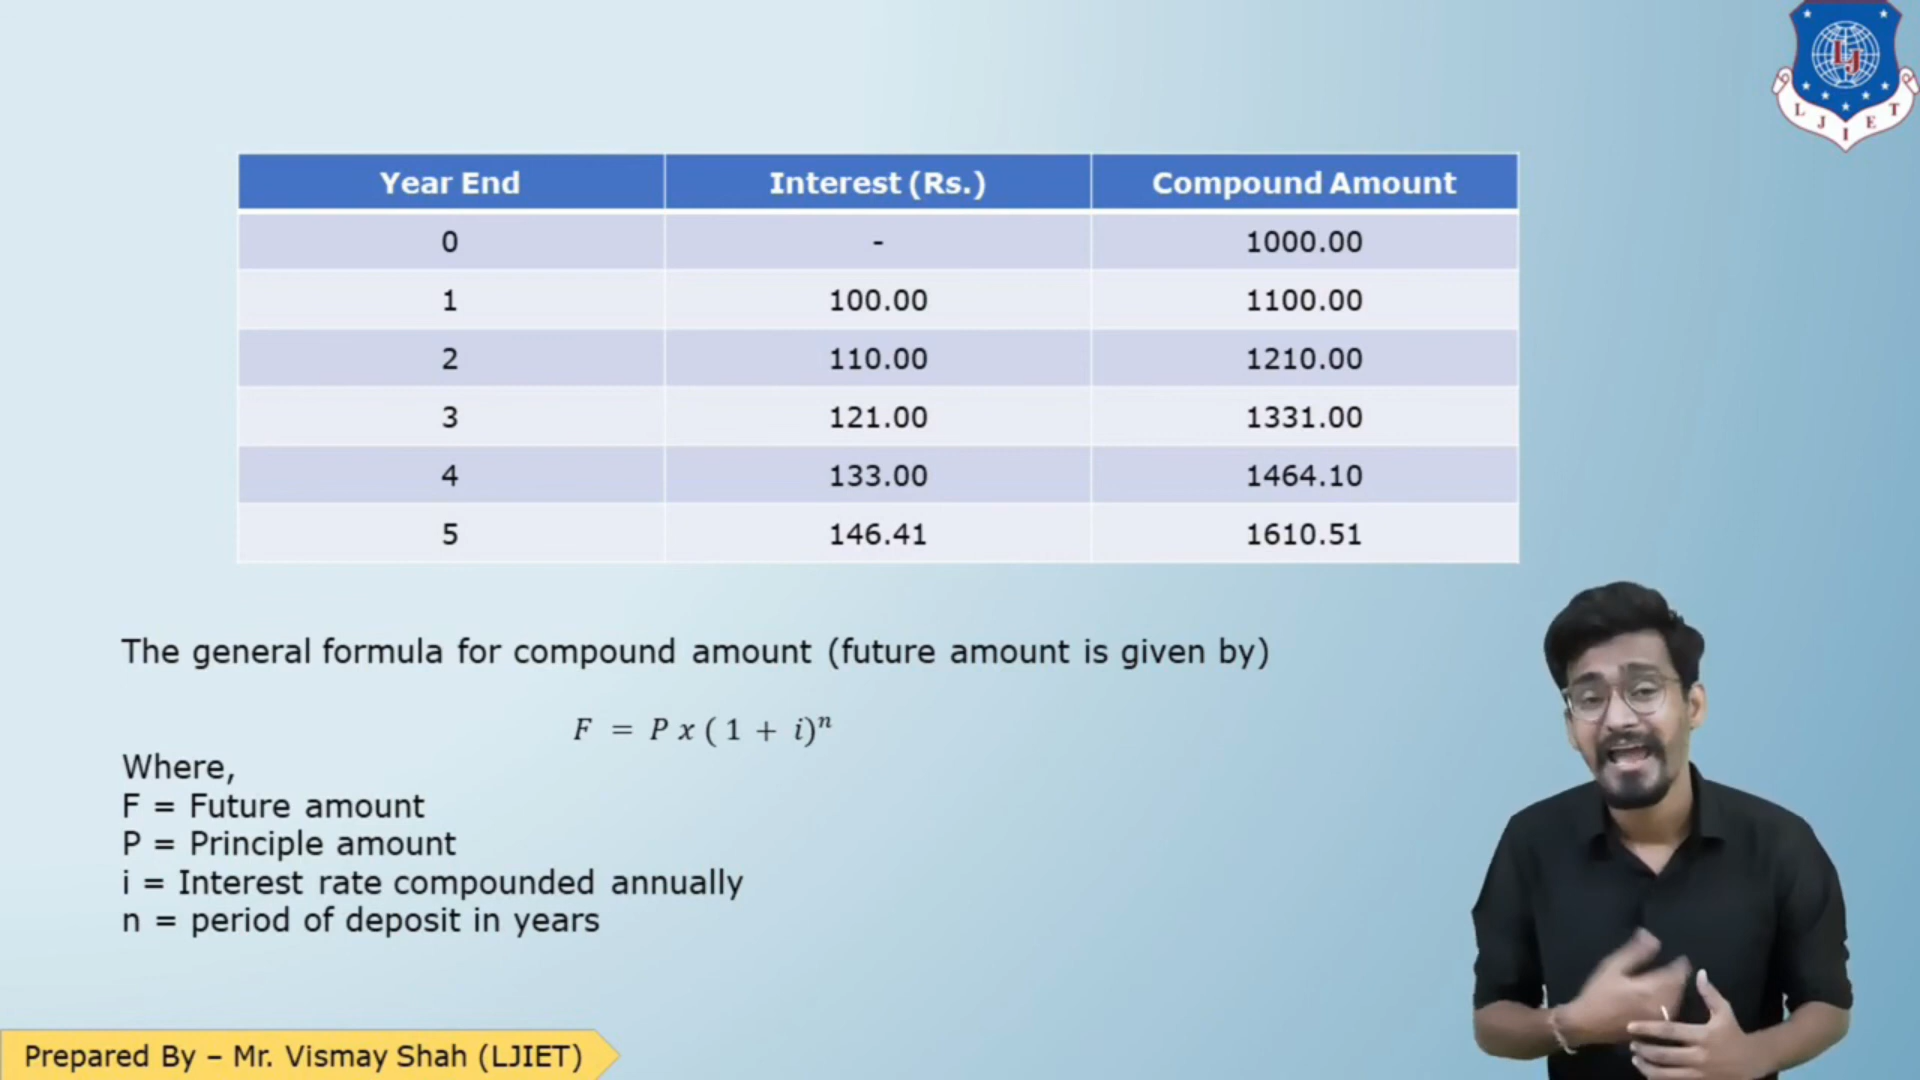 LJ
L J I E T
Year End Interest (Rs.) Compound Amount
0 - 1000.00
1 100.00 1100.00
2 110.00 1210.00
3 121.00 1331.00
4 133.00 1464.10
5 146.41 1610.51
The general formula for compound amount (future amount is given by)
F = P x ( 1 + i)ⁿ
Where,
F = Future amount
P = Principle amount
i = Interest rate compounded annually
n = period of deposit in years
Prepared By – Mr. Vismay Shah (LJIET)